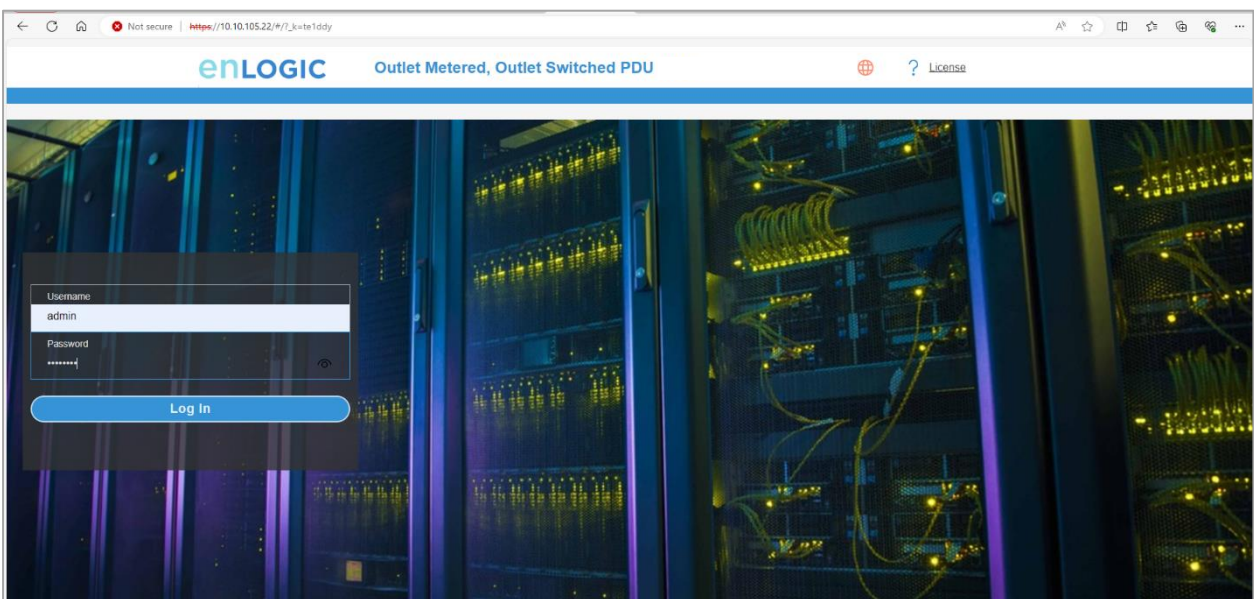 Not secure | https://10.10.105.22/#/?_k=te1ddy
enLOGIC Outlet Metered, Outlet Switched PDU ? License
Username
admin
Password
••••••••
Log In